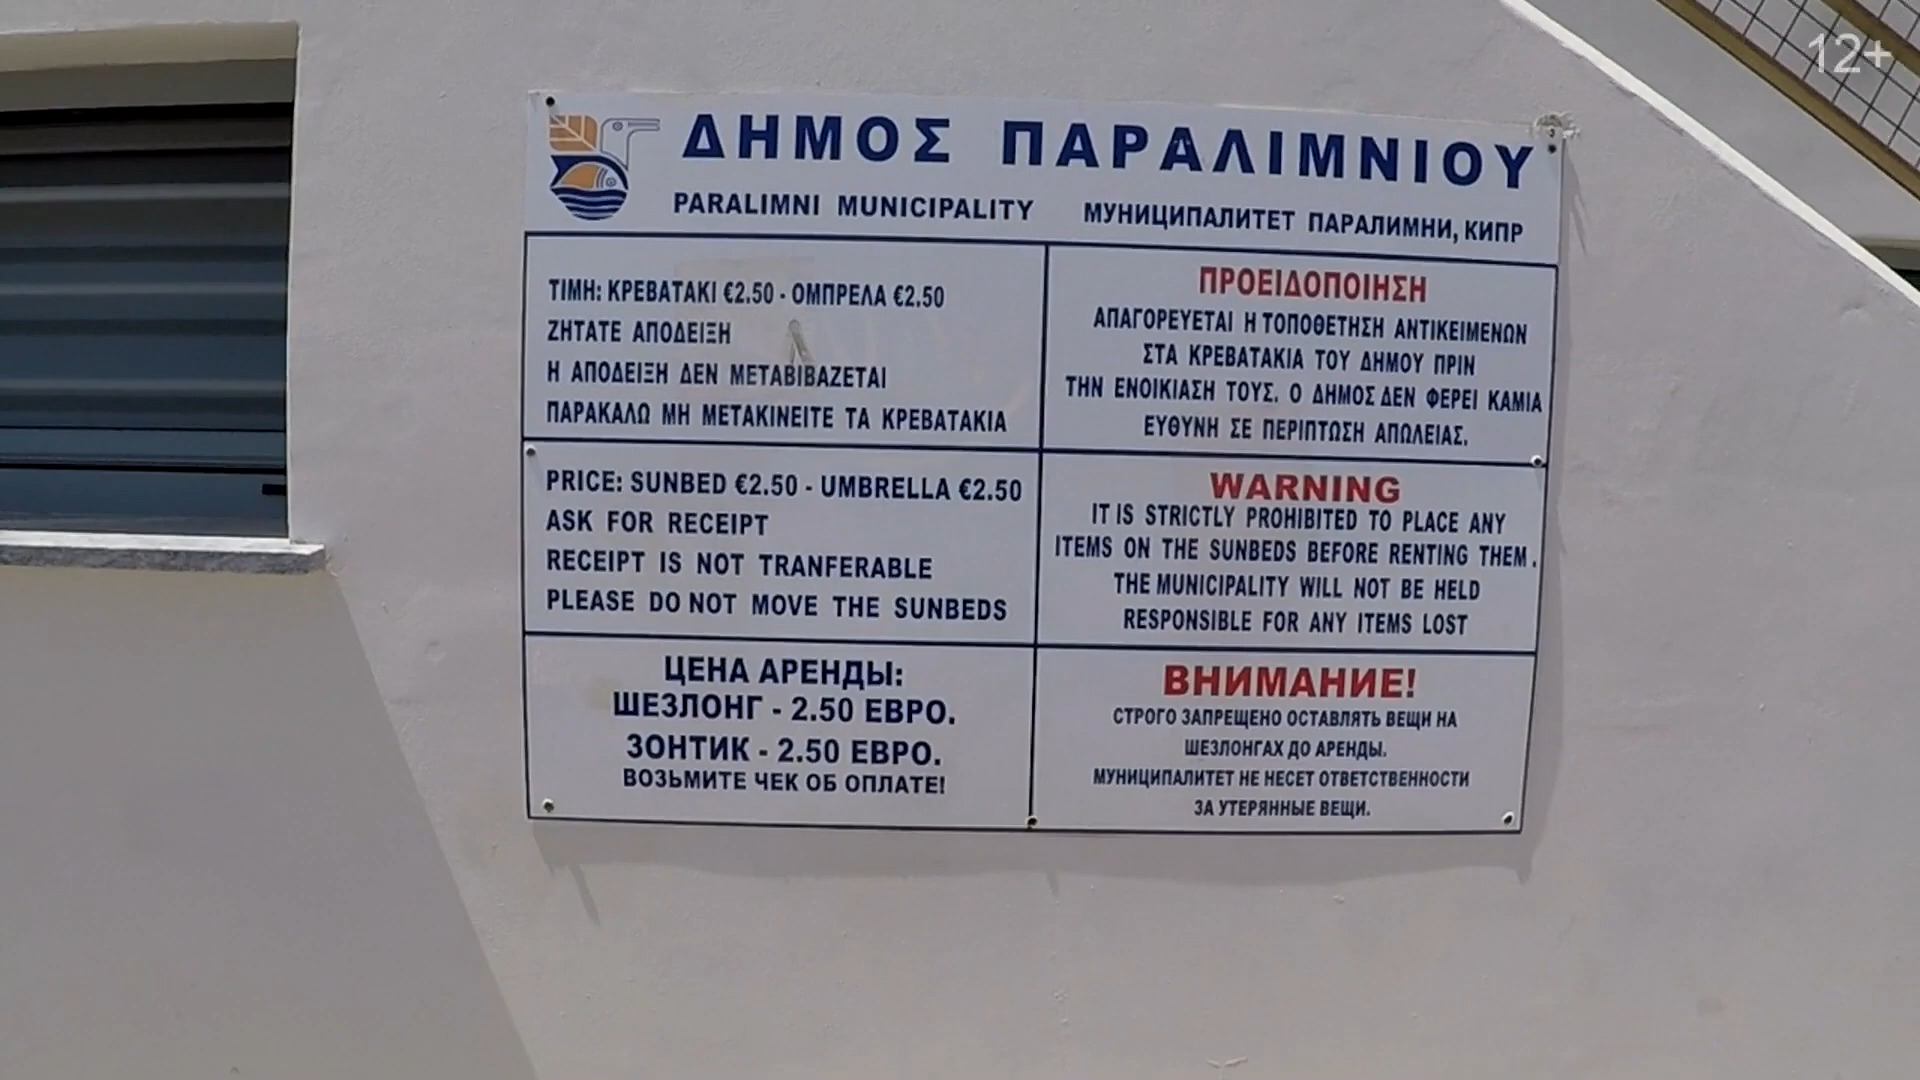 12+
ΔΗΜΟΣ ΠΑΡΑΛΙΜΝΙΟΥ
PARALIMNI MUNICIPALITY
МУНИЦИПАЛИТЕТ ПАРАЛИМНИ, КИПР
ΤΙΜΗ: ΚΡΕΒΑΤΑΚΙ €2.50 - ΟΜΠΡΕΛΑ €2.50
ΖΗΤΑΤΕ ΑΠΟΔΕΙΞΗ
Η ΑΠΟΔΕΙΞΗ ΔΕΝ ΜΕΤΑΒΙΒΑΖΕΤΑΙ
ΠΑΡΑΚΑΛΩ ΜΗ ΜΕΤΑΚΙΝΕΙΤΕ ΤΑ ΚΡΕΒΑΤΑΚΙΑ
ΠΡΟΕΙΔΟΠΟΙΗΣΗ
ΑΠΑΓΟΡΕΥΕΤΑΙ Η ΤΟΠΟΘΕΤΗΣΗ ΑΝΤΙΚΕΙΜΕΝΩΝ
ΣΤΑ ΚΡΕΒΑΤΑΚΙΑ ΤΟΥ ΔΗΜΟΥ ΠΡΙΝ
ΤΗΝ ΕΝΟΙΚΙΑΣΗ ΤΟΥΣ. Ο ΔΗΜΟΣ ΔΕΝ ΦΕΡΕΙ ΚΑΜΙΑ
ΕΥΘΥΝΗ ΣΕ ΠΕΡΙΠΤΩΣΗ ΑΠΩΛΕΙΑΣ.
PRICE: SUNBED €2.50 - UMBRELLA €2.50
ASK FOR RECEIPT
RECEIPT IS NOT TRANFERABLE
PLEASE DO NOT MOVE THE SUNBEDS
WARNING
IT IS STRICTLY PROHIBITED TO PLACE ANY
ITEMS ON THE SUNBEDS BEFORE RENTING THEM.
THE MUNICIPALITY WILL NOT BE HELD
RESPONSIBLE FOR ANY ITEMS LOST
ЦЕНА АРЕНДЫ:
ШЕЗЛОНГ - 2.50 ЕВРО.
ЗОНТИК - 2.50 ЕВРО.
ВОЗЬМИТЕ ЧЕК ОБ ОПЛАТЕ!
ВНИМАНИЕ!
СТРОГО ЗАПРЕЩЕНО ОСТАВЛЯТЬ ВЕЩИ НА
ШЕЗЛОНГАХ ДО АРЕНДЫ.
МУНИЦИПАЛИТЕТ НЕ НЕСЕТ ОТВЕТСТВЕННОСТИ
ЗА УТЕРЯННЫЕ ВЕЩИ.